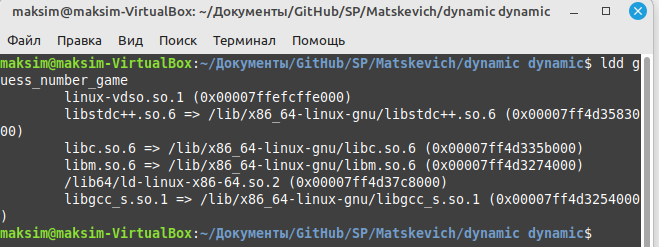 maksim@maksim-VirtualBox:~/Документы/GitHub/SP/Matskevich/dynamic dynamic
Файл Правка Вид Поиск Терминал Помощь
maksim@maksim-VirtualBox:~/Документы/GitHub/SP/Matskevich/dynamic dynamic$ ldd g
uess_number_game
linux-vdso.so.1 (0x00007ffefcffe000)
libstdc++.so.6 => /lib/x86_64-linux-gnu/libstdc++.so.6 (0x00007ff4d35830
00)
libc.so.6 => /lib/x86_64-linux-gnu/libc.so.6 (0x00007ff4d335b000)
libm.so.6 => /lib/x86_64-linux-gnu/libm.so.6 (0x00007ff4d3274000)
/lib64/ld-linux-x86-64.so.2 (0x00007ff4d37c8000)
libgcc_s.so.1 => /lib/x86_64-linux-gnu/libgcc_s.so.1 (0x00007ff4d3254000
)
maksim@maksim-VirtualBox:~/Документы/GitHub/SP/Matskevich/dynamic dynamic$